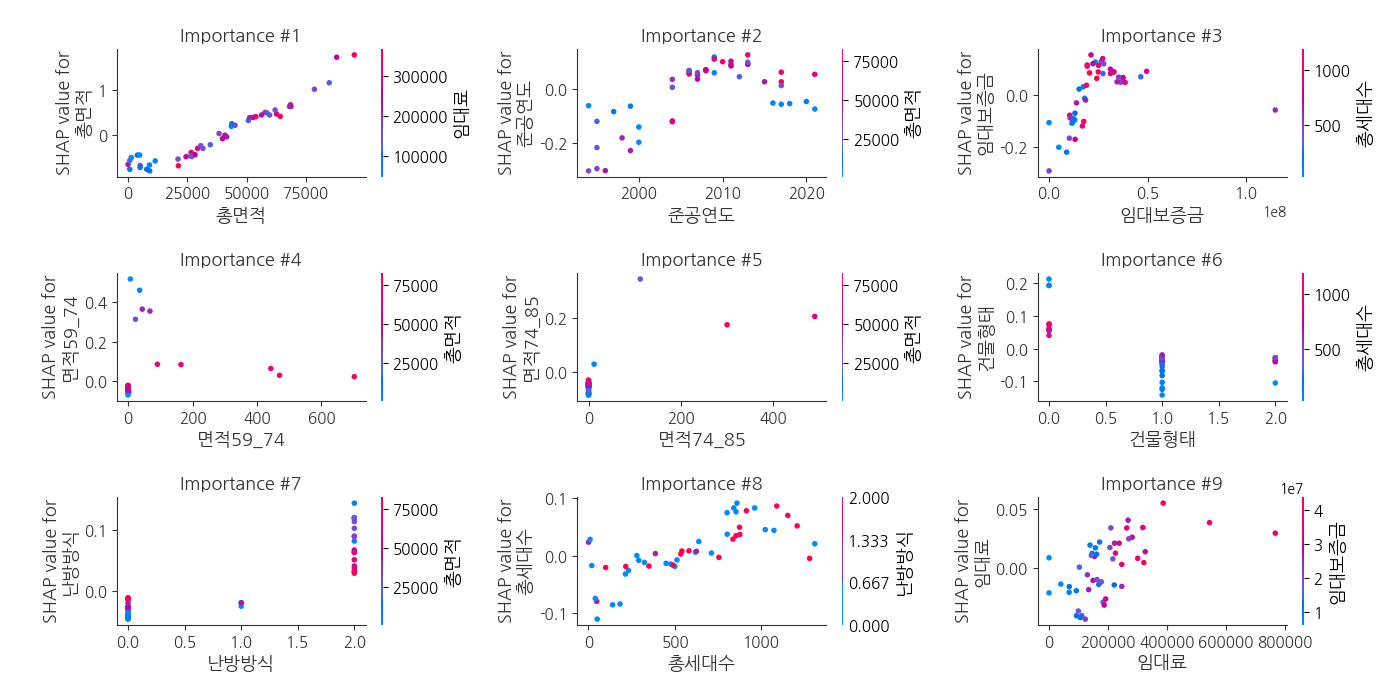 Importance #1
SHAP value for
총면적
1
0
0
25000
50000
75000
총면적
300000
200000
100000
임대료
Importance #2
SHAP value for
준공연도
0.0
-0.2
2000
2010
2020
준공연도
75000
50000
25000
총면적
Importance #3
SHAP value for
임대보증금
0.0
-0.2
0.0
0.5
1.0
1e8
임대보증금
1000
500
총세대수
Importance #4
SHAP value for
면적59_74
0.4
0.2
0.0
0
200
400
600
면적59_74
75000
50000
25000
총면적
Importance #5
SHAP value for
면적74_85
0.2
0.0
0
200
400
면적74_85
75000
50000
25000
총면적
Importance #6
SHAP value for
건물형태
0.2
0.1
0.0
-0.1
0.0
0.5
1.0
1.5
2.0
건물형태
1000
500
총세대수
Importance #7
SHAP value for
난방방식
0.1
0.0
0.0
0.5
1.0
1.5
2.0
난방방식
75000
50000
25000
총면적
Importance #8
SHAP value for
총세대수
0.1
0.0
-0.1
0
500
1000
총세대수
2.000
1.333
0.667
0.000
난방방식
Importance #9
SHAP value for
임대료
0.05
0.00
0
200000
400000
600000
800000
임대료
1e7
4
3
2
1
임대보증금